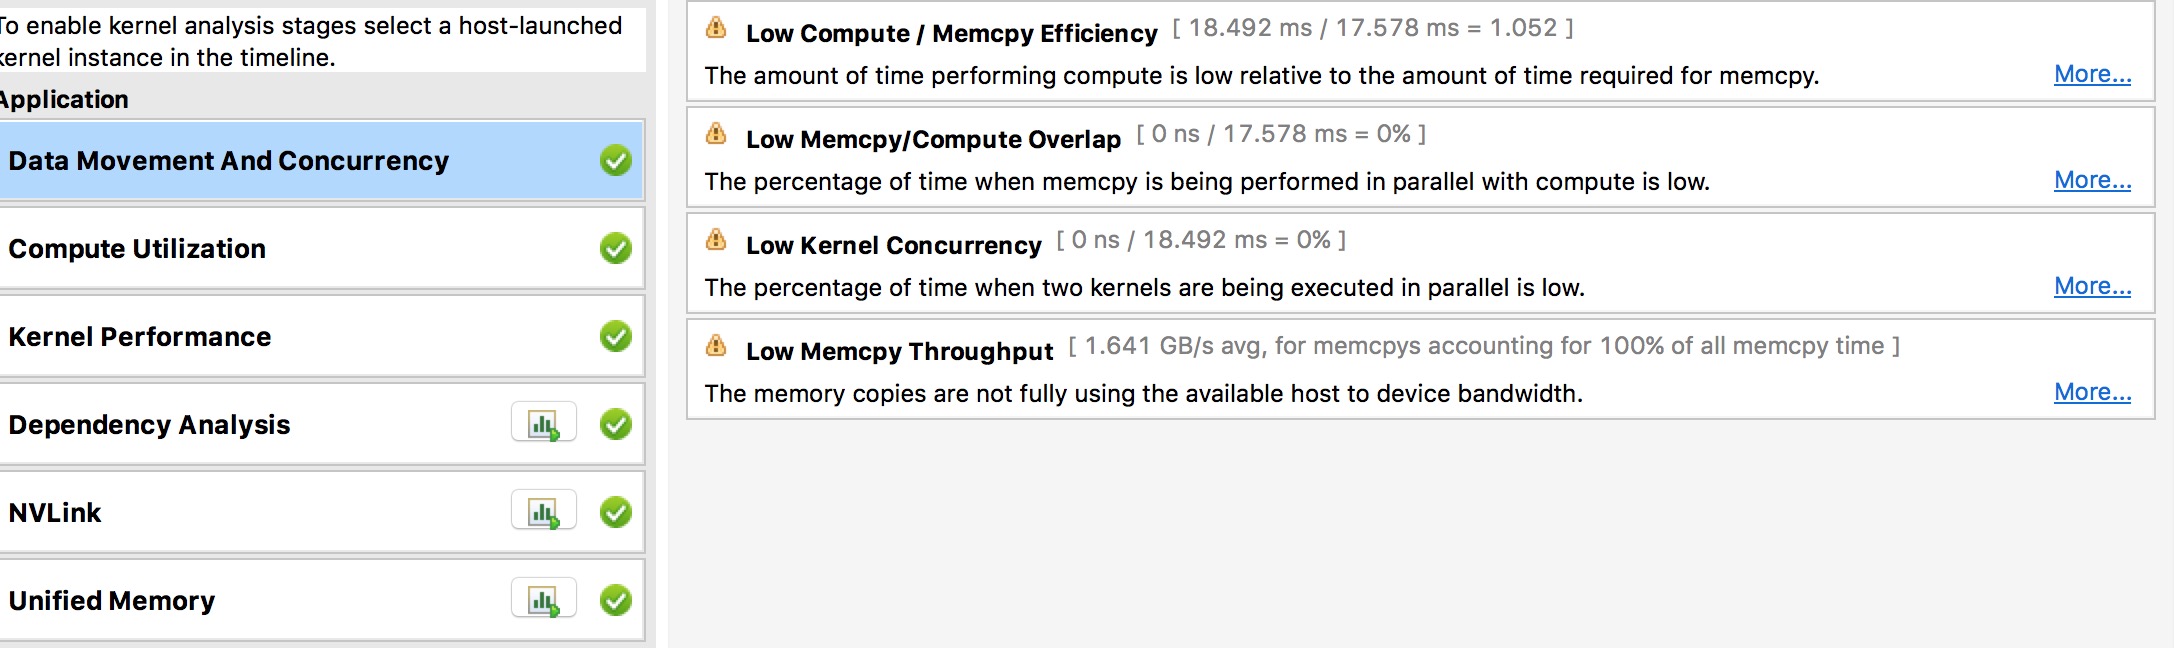 To enable kernel analysis stages select a host-launched
kernel instance in the timeline.
Application
Data Movement And Concurrency
Compute Utilization
Kernel Performance
Dependency Analysis
NVLink
Unified Memory
Low Compute / Memcpy Efficiency [ 18.492 ms / 17.578 ms = 1.052 ]
The amount of time performing compute is low relative to the amount of time required for memcpy. More...
Low Memcpy/Compute Overlap [ 0 ns / 17.578 ms = 0% ]
The percentage of time when memcpy is being performed in parallel with compute is low. More...
Low Kernel Concurrency [ 0 ns / 18.492 ms = 0% ]
The percentage of time when two kernels are being executed in parallel is low. More...
Low Memcpy Throughput [ 1.641 GB/s avg, for memcpys accounting for 100% of all memcpy time ]
The memory copies are not fully using the available host to device bandwidth. More...